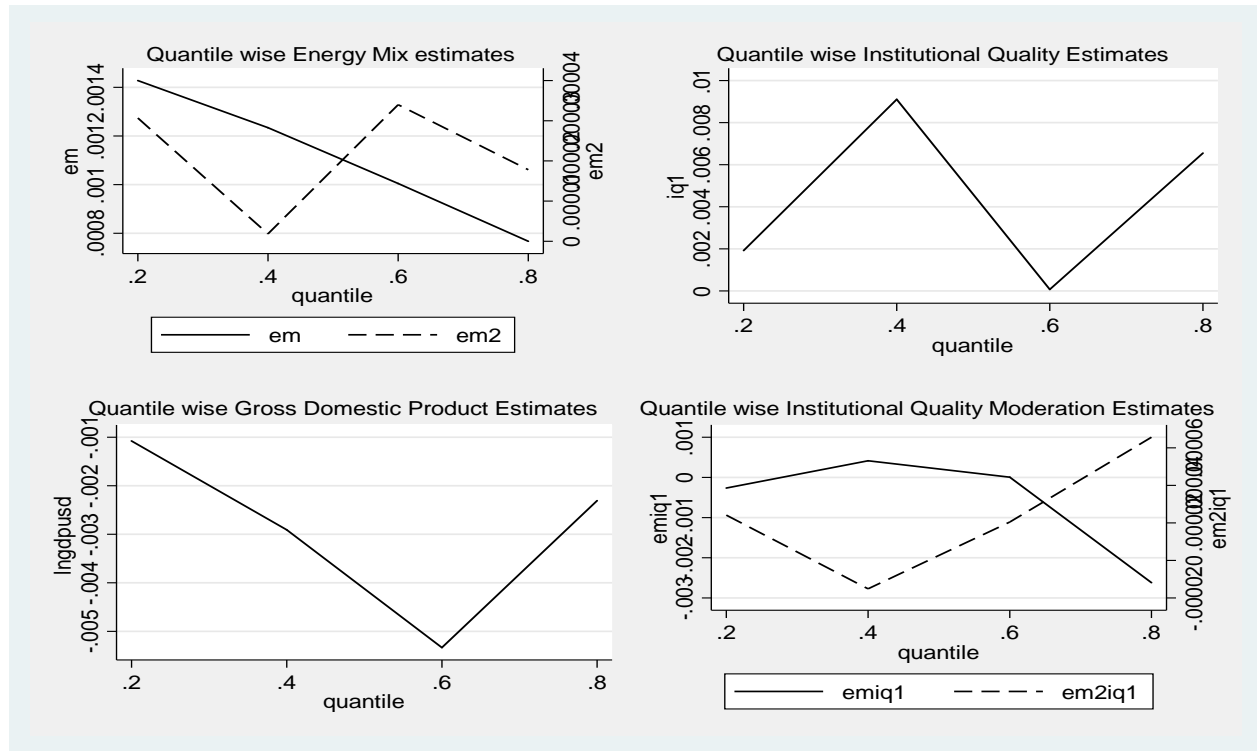 Quantile wise Energy Mix estimates
em
.0008
.001
.0012
.0014
0
em2
.2 .4 .6 .8
quantile
em em2
Quantile wise Institutional Quality Estimates
iq1
0
.002
.004
.006
.008
.01
.2 .4 .6 .8
quantile
Quantile wise Gross Domestic Product Estimates
lngdpusd
-.005
-.004
-.003
-.002
-.001
.2 .4 .6 .8
quantile
Quantile wise Institutional Quality Moderation Estimates
emiq1
-.003
-.002
-.001
0
.001
-.00002
0
em2iq1
.2 .4 .6 .8
quantile
emiq1 em2iq1